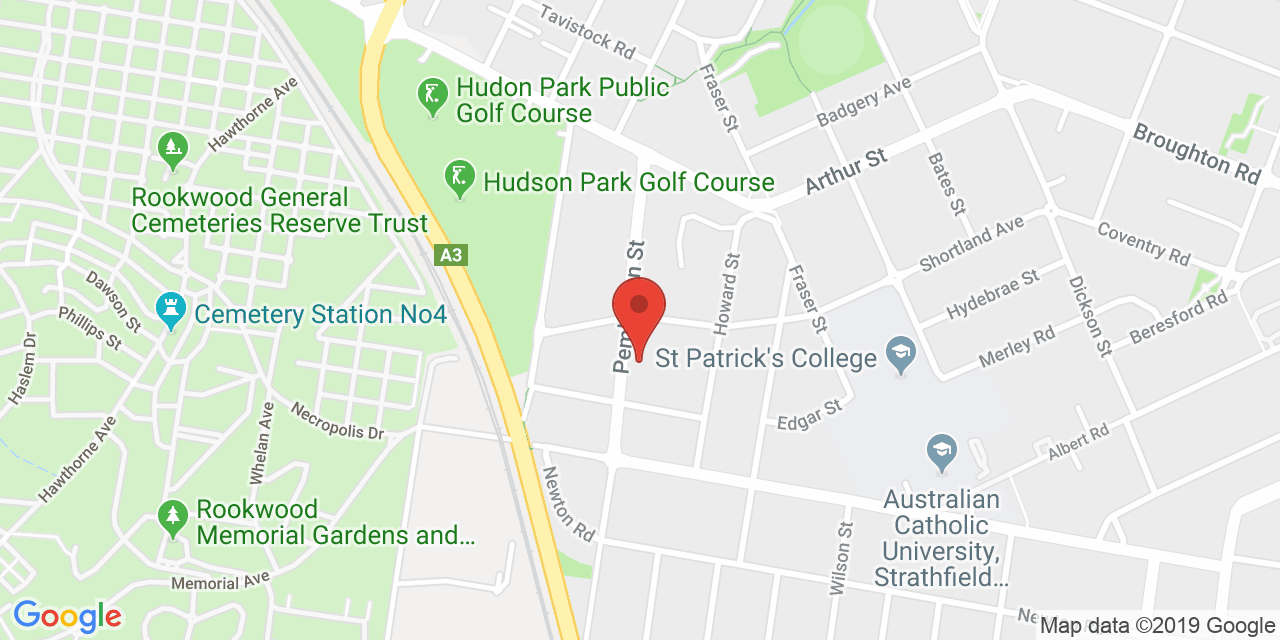 Tavistock Rd
Hudon Park Public
Golf Course
Fraser St
Badgery Ave
Hawthorne Ave
Arthur St
Broughton Rd
Bates St
Hudson Park Golf Course
Rookwood General
Cemeteries Reserve Trust
A3
Shortland Ave
Coventry Rd
Dawson St
Phillips St
Cemetery Station No4
Howard St
Fraser St
Hydebrae St
Dickson St
Beresford Rd
Haslem Dr
St Patrick's College
Merley Rd
Edgar St
Necropolis Dr
Whelan Ave
Hawthorne Ave
Albert Rd
Newton Rd
Rookwood
Memorial Gardens and...
Australian
Catholic
University,
Strathfield...
Wilson St
Memorial Ave
Google
Map data ©2019 Google